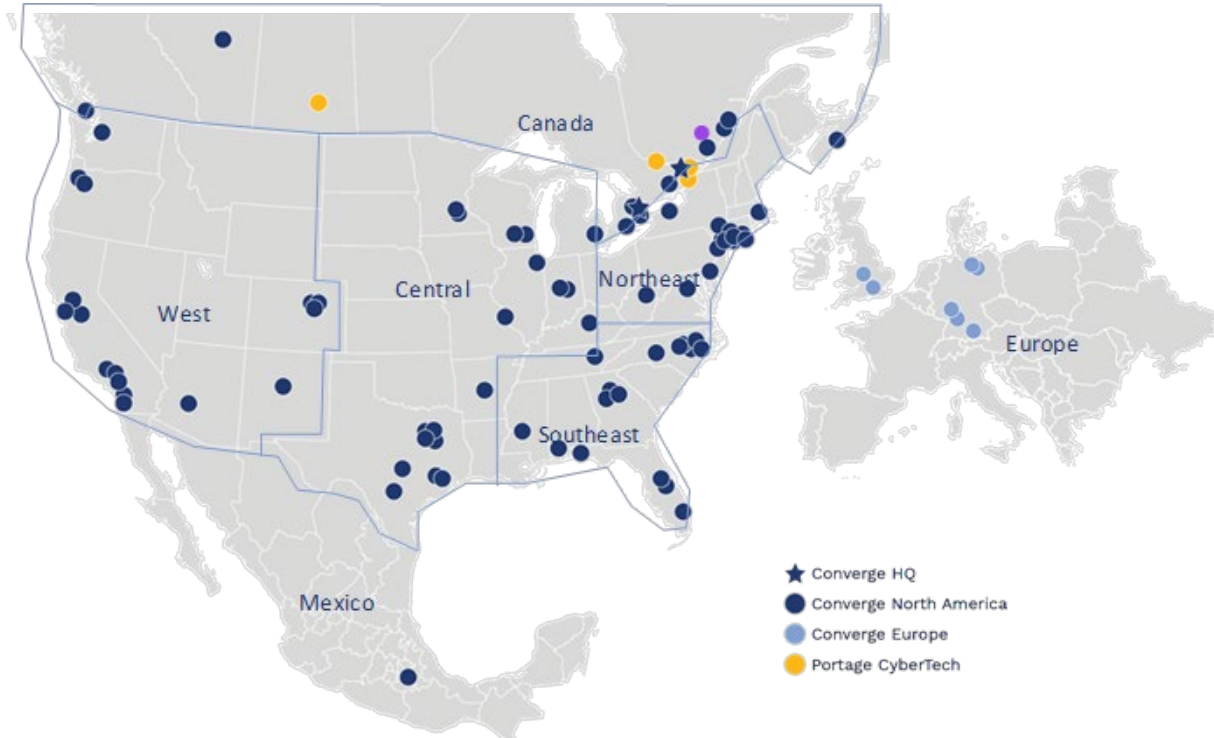 Canada
Northeast
Central
West
Europe
Southeast
Mexico
Converge HQ
Converge North America
Converge Europe
Portage CyberTech